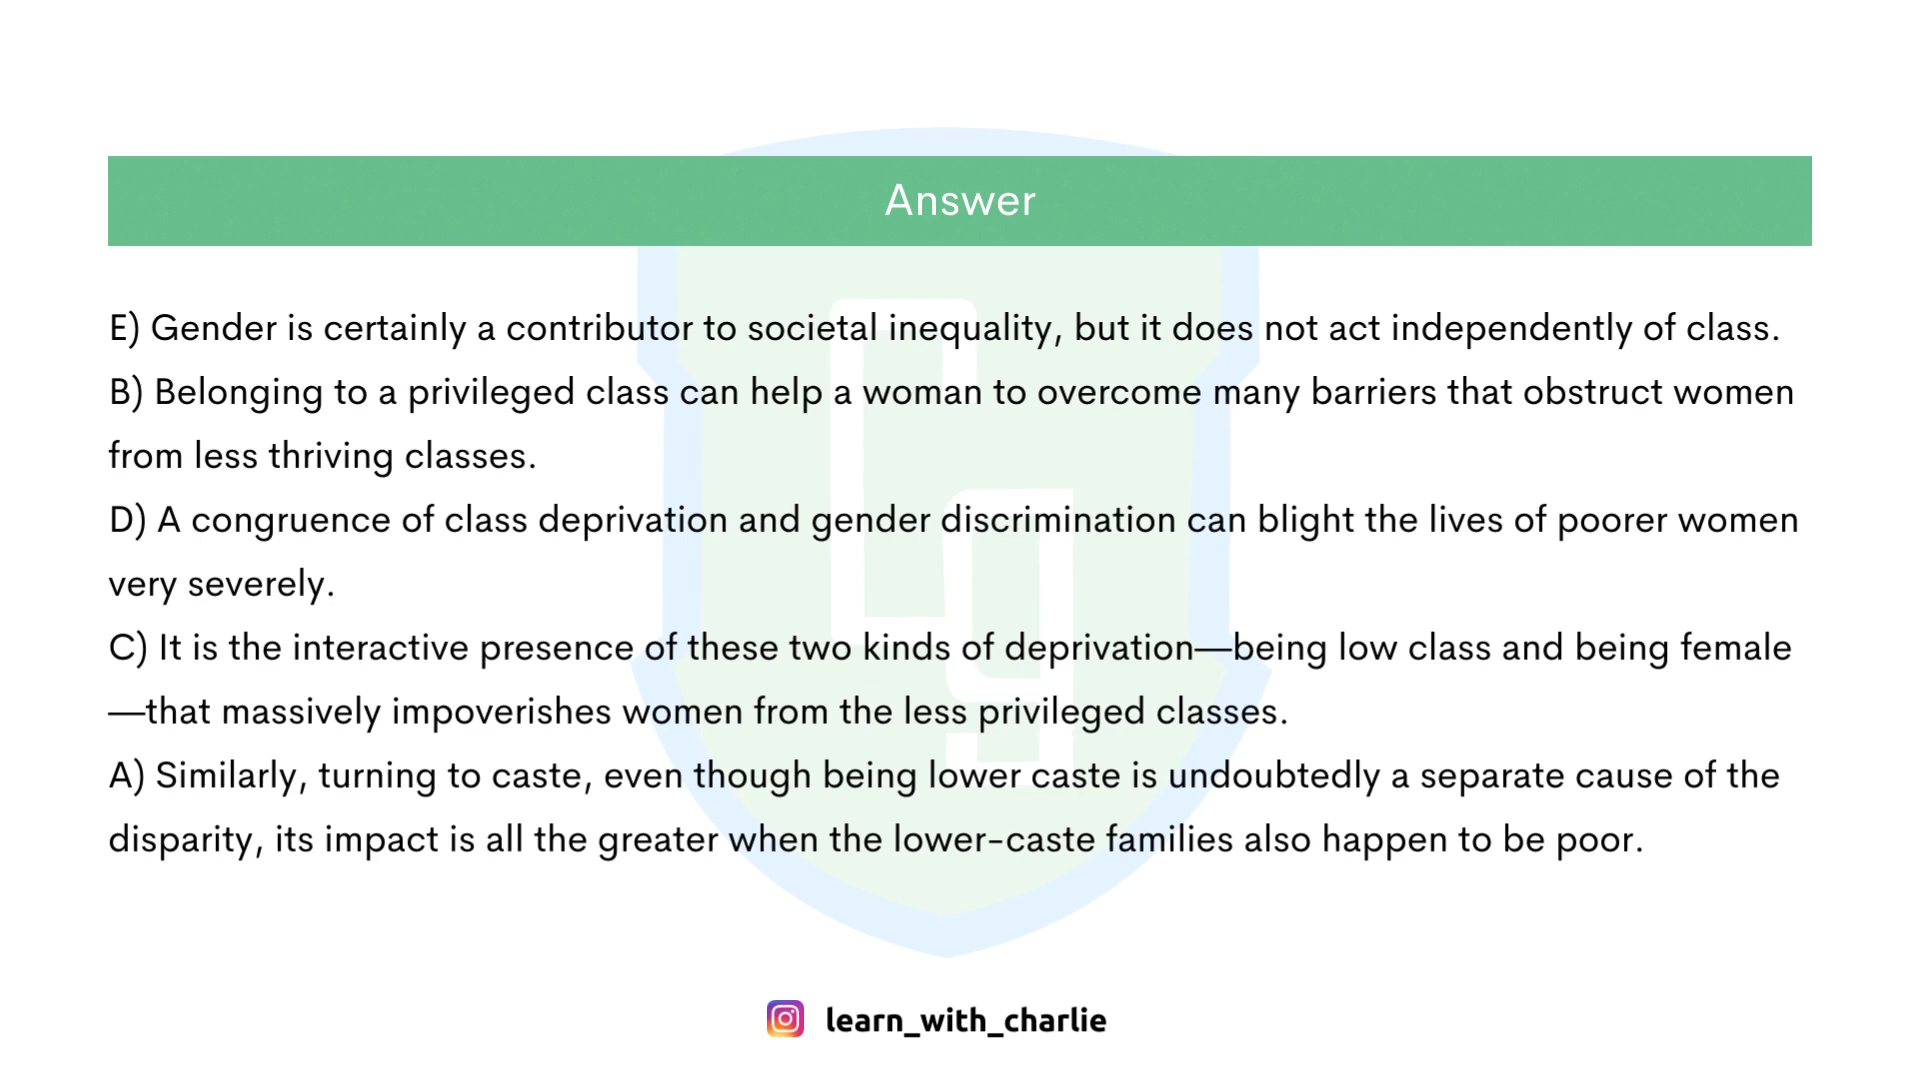 Answer
E) Gender is certainly a contributor to societal inequality, but it does not act independently of class.
B) Belonging to a privileged class can help a woman to overcome many barriers that obstruct women
from less thriving classes.
D) A congruence of class deprivation and gender discrimination can blight the lives of poorer women
very severely.
C) It is the interactive presence of these two kinds of deprivation—being low class and being female
—that massively impoverishes women from the less privileged classes.
A) Similarly, turning to caste, even though being lower caste is undoubtedly a separate cause of the
disparity, its impact is all the greater when the lower-caste families also happen to be poor.
learn_with_charlie